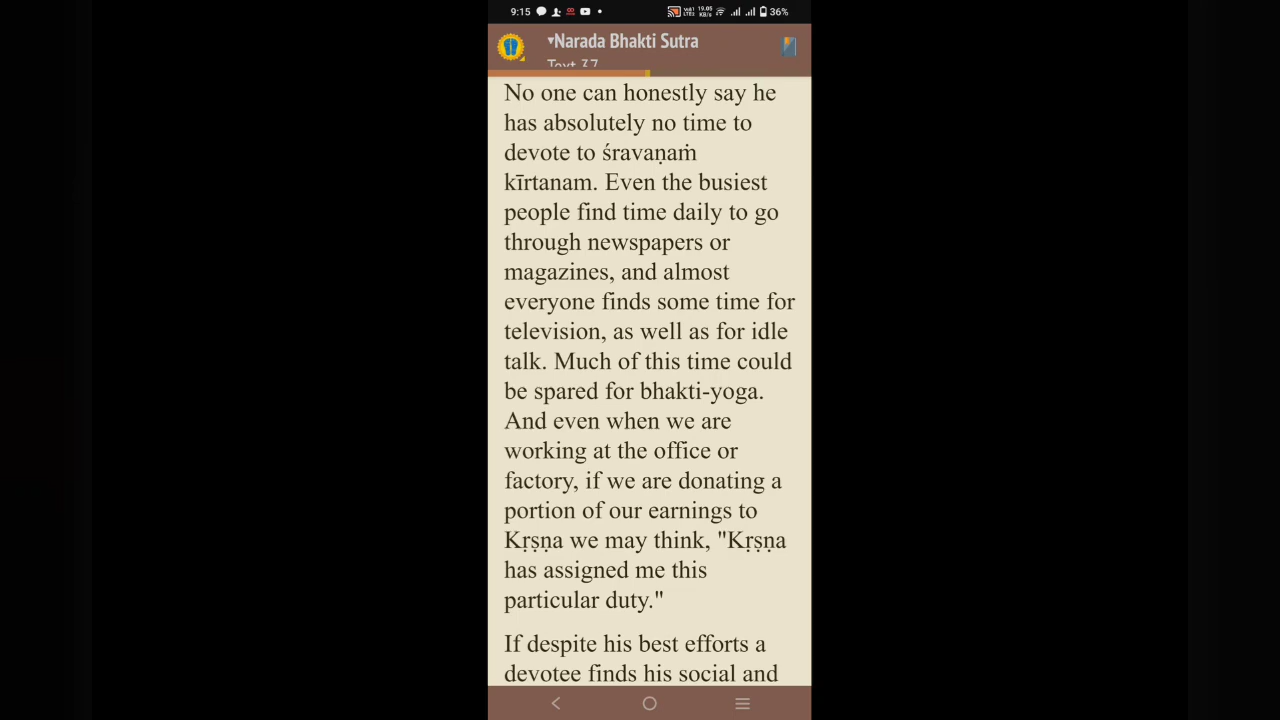 9:15 19.05 KB/s 36%
Narada Bhakti Sutra
Text 37
No one can honestly say he
has absolutely no time to
devote to śravaṇaṁ
kīrtanam. Even the busiest
people find time daily to go
through newspapers or
magazines, and almost
everyone finds some time for
television, as well as for idle
talk. Much of this time could
be spared for bhakti-yoga.
And even when we are
working at the office or
factory, if we are donating a
portion of our earnings to
Kṛṣṇa we may think, "Kṛṣṇa
has assigned me this
particular duty."
If despite his best efforts a
devotee finds his social and